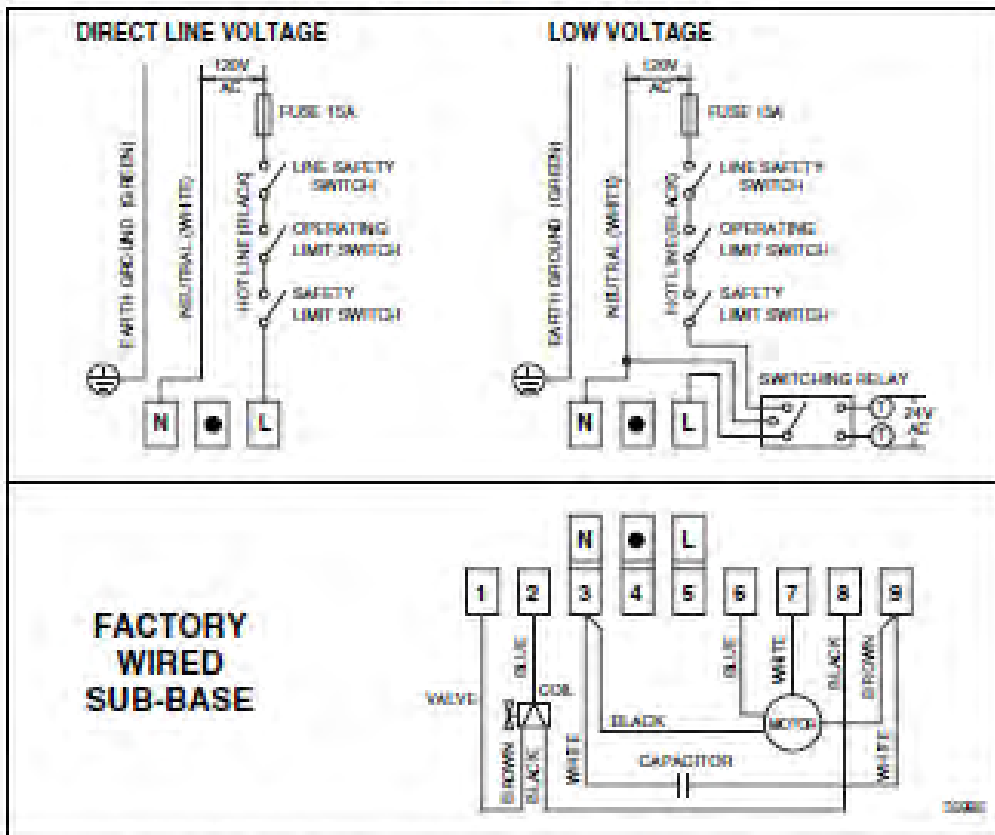 DIRECT LINE VOLTAGE
120V
AC
FUSE 15A
LINE SAFETY
SWITCH
OPERATING
LIMIT SWITCH
SAFETY
LIMIT SWITCH
EARTH GROUND (GREEN)
NEUTRAL (WHITE)
HOT LINE (BLACK)
N
L
LOW VOLTAGE
120V
AC
FUSE 15A
LINE SAFETY
SWITCH
OPERATING
LIMIT SWITCH
SAFETY
LIMIT SWITCH
EARTH GROUND (GREEN)
NEUTRAL (WHITE)
HOT LINE (BLACK)
SWITCHING RELAY
T
T
24V
AC
N
L
FACTORY
WIRED
SUB-BASE
N
L
1
2
3
4
5
6
7
8
9
BLUE
VALVE
COIL
BROWN
BLACK
WHITE
BLACK
BLUE
WHITE
BLACK
BROWN
MOTOR
CAPACITOR
WHITE